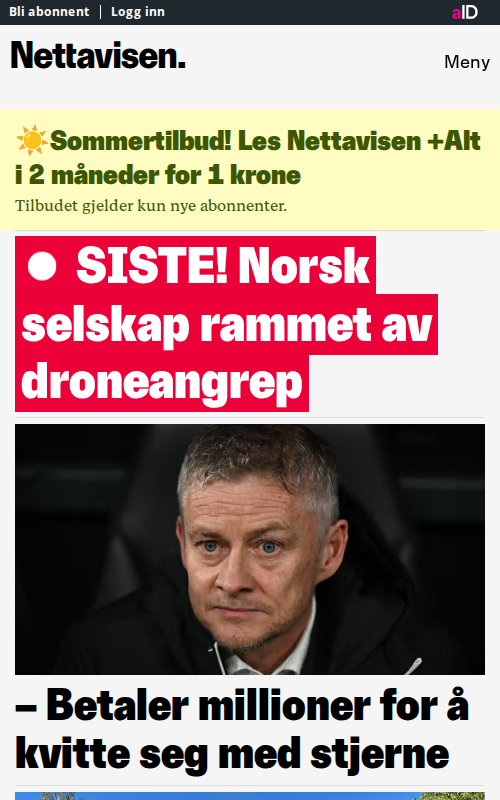 Bli abonnent | Logg inn
aID
Nettavisen.
Meny
☀️Sommertilbud! Les Nettavisen +Alt
i 2 måneder for 1 krone
Tilbudet gjelder kun nye abonnenter.
SISTE! Norsk
selskap rammet av
droneangrep
– Betaler millioner for å
kvitte seg med stjerne